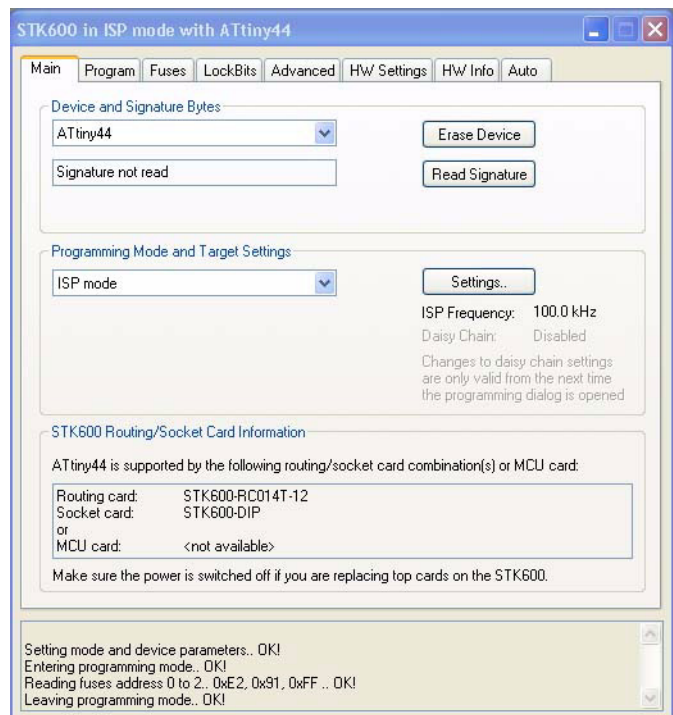 STK600 in ISP mode with ATtiny44
Main Program Fuses LockBits Advanced HW Settings HW Info Auto
Device and Signature Bytes
ATtiny44
Erase Device
Signature not read
Read Signature
Programming Mode and Target Settings
ISP mode
Settings..
ISP Frequency: 100.0 kHz
Daisy Chain: Disabled
Changes to daisy chain settings
are only valid from the next time
the programming dialog is opened
STK600 Routing/Socket Card Information
ATtiny44 is supported by the following routing/socket card combination(s) or MCU card:
Routing card: STK600-RC014T-12
Socket card: STK600-DIP
or
MCU card: <not available>
Make sure the power is switched off if you are replacing top cards on the STK600.
Setting mode and device parameters.. OK!
Entering programming mode.. OK!
Reading fuses address 0 to 2.. 0xE2, 0x91, 0xFF .. OK!
Leaving programming mode.. OK!